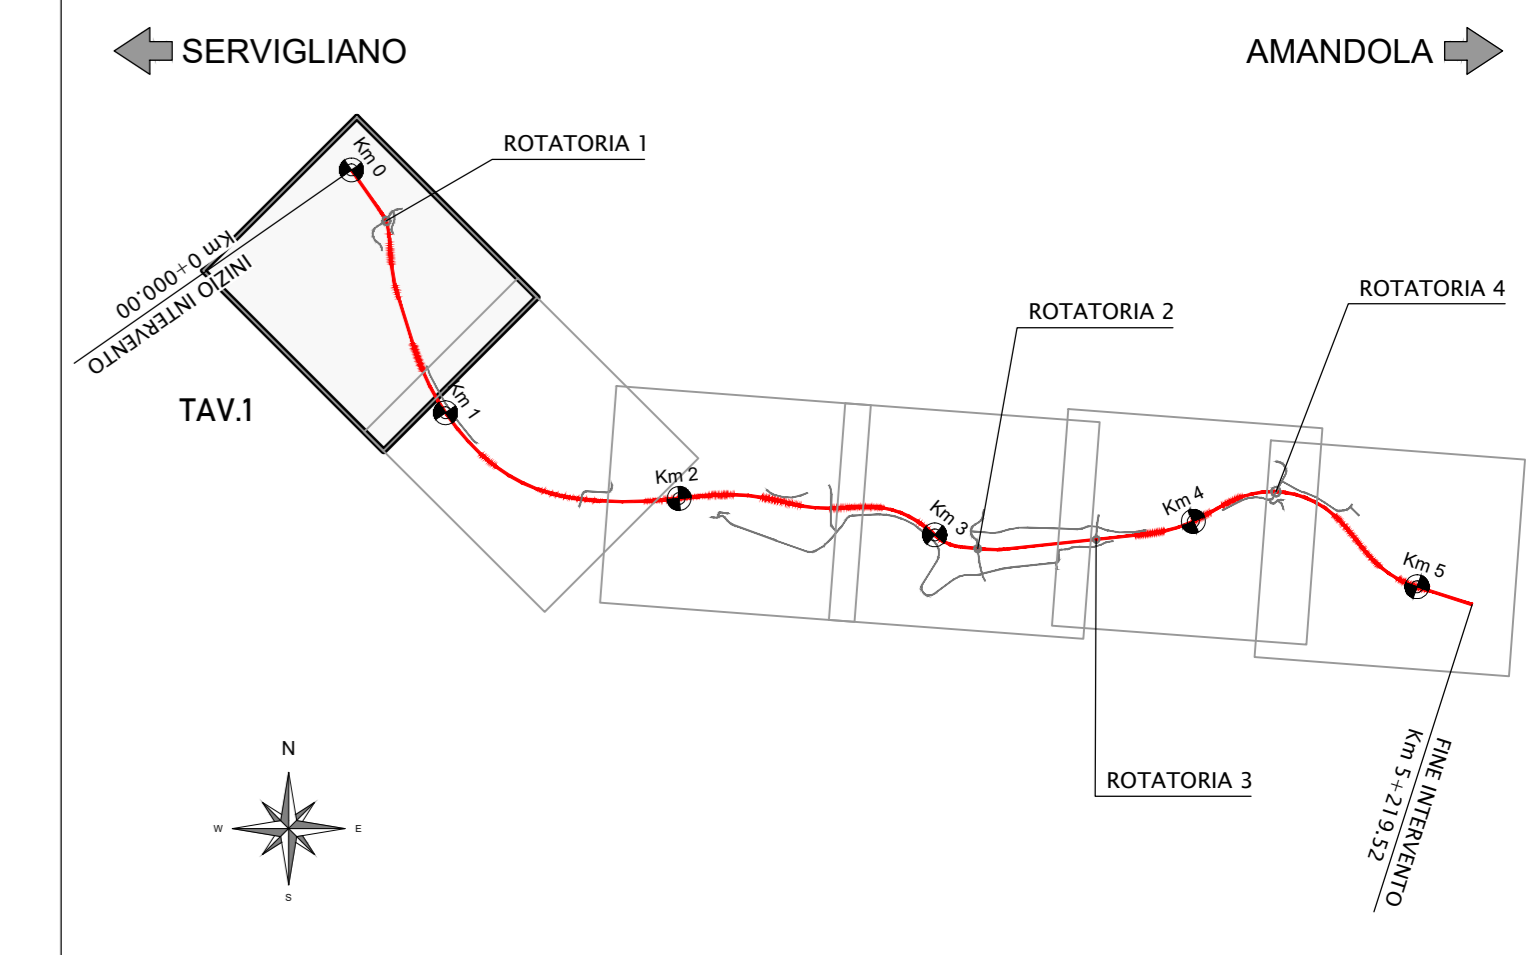 SERVIGLIANO
AMANDOLA
Km 0
ROTATORIA 1
Km 0+000.00
INIZIO INTERVENTO
TAV.1
Km 1
ROTATORIA 4
ROTATORIA 2
Km 2
Km 3
Km 4
Km 5
ROTATORIA 3
FINE INTERVENTO
Km 5+219.52
N
W
E
S